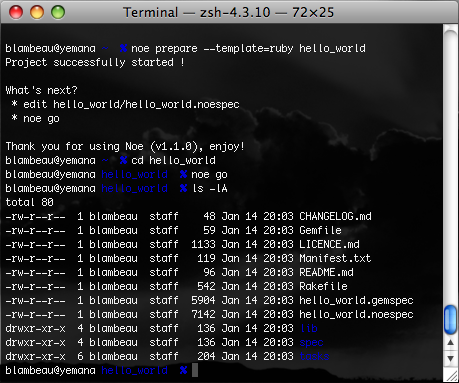 Terminal — zsh-4.3.10 — 72×25
blambeau@yemana ~ % noe prepare --template=ruby hello_world
Project successfully started !
What's next?
* edit hello_world/hello_world.noespec
* noe go
Thank you for using Noe (v1.1.0), enjoy!
blambeau@yemana ~ % cd hello_world
blambeau@yemana hello_world % noe go
blambeau@yemana hello_world % ls -lA
total 80
-rw-r--r-- 1 blambeau staff 48 Jan 14 20:03 CHANGELOG.md
-rw-r--r-- 1 blambeau staff 59 Jan 14 20:03 Gemfile
-rw-r--r-- 1 blambeau staff 1133 Jan 14 20:03 LICENCE.md
-rw-r--r-- 1 blambeau staff 119 Jan 14 20:03 Manifest.txt
-rw-r--r-- 1 blambeau staff 96 Jan 14 20:03 README.md
-rw-r--r-- 1 blambeau staff 542 Jan 14 20:03 Rakefile
-rw-r--r-- 1 blambeau staff 5904 Jan 14 20:03 hello_world.gemspec
-rw-r--r-- 1 blambeau staff 7142 Jan 14 20:03 hello_world.noespec
drwxr-xr-x 4 blambeau staff 136 Jan 14 20:03 lib
drwxr-xr-x 4 blambeau staff 136 Jan 14 20:03 spec
drwxr-xr-x 6 blambeau staff 204 Jan 14 20:03
blambeau@yemana hello_world %